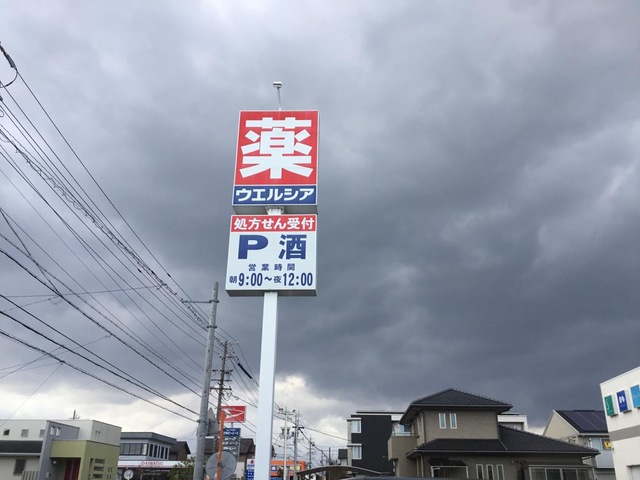 薬
ウエルシア
処方せん受付
P 酒
営業時間
朝9:00〜夜12:00